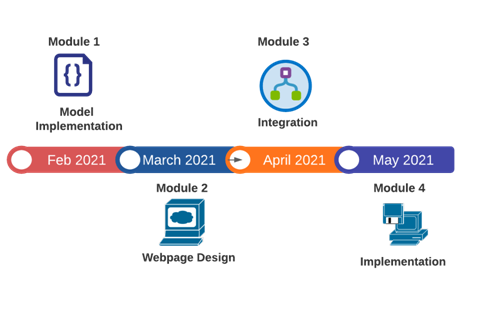 Module 1
Module 3
{}
Model
Implementation
Integration
Feb 2021
March 2021
April 2021
May 2021
Module 2
Module 4
Webpage Design
Implementation